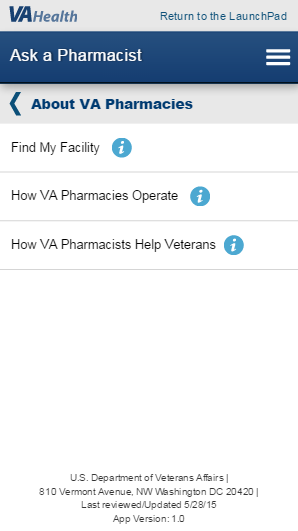 VA Health
Return to the LaunchPad
Ask a Pharmacist
About VA Pharmacies
Find My Facility
How VA Pharmacies Operate
How VA Pharmacists Help Veterans
U.S. Department of Veterans Affairs |
810 Vermont Avenue, NW Washington DC 20420 |
Last reviewed/Updated 5/28/15
App Version: 1.0